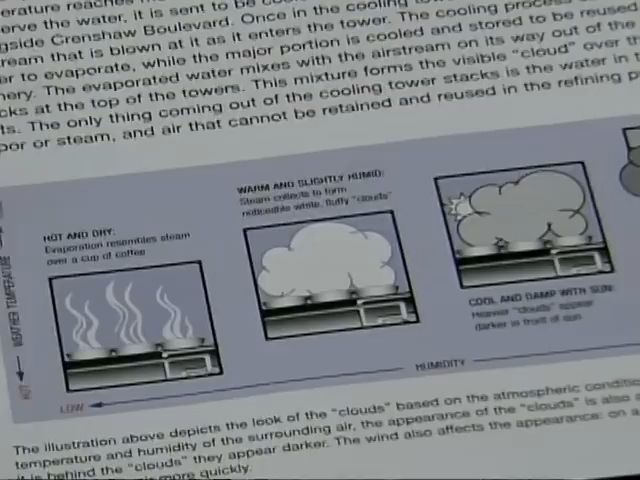 erature reaches
erve the water, it is sent to be
gside Crenshaw Boulevard. Once in the cooling
ream that is blown at it as it enters the tower. The cooling process
er to evaporate, while the major portion is cooled and stored to be reused
nery. The evaporated water mixes with the airstream on its way out of the
cks at the top of the towers. This mixture forms the visible "cloud" over th
ts. The only thing coming out of the cooling tower stacks is the water in t
por or steam, and air that cannot be retained and reused in the refining p
WARM AND SLIGHTLY HUMID:
Steam collects to form
noticeable white, fluffy "clouds"
HOT AND DRY:
Evaporation resembles steam
over a cup of coffee
COOL AND DAMP WITH SUN:
Heavier "clouds" appear
darker in front of sun
WEATHER TEMPERATURE
HOT
HUMIDITY
LOW
The illustration above depicts the look of the "clouds" based on the atmospheric conditio
temperature and humidity of the surrounding air, the appearance of the "clouds" is also a
it is behind the "clouds" they appear darker. The wind also affects the appearance: on a
more quickly.